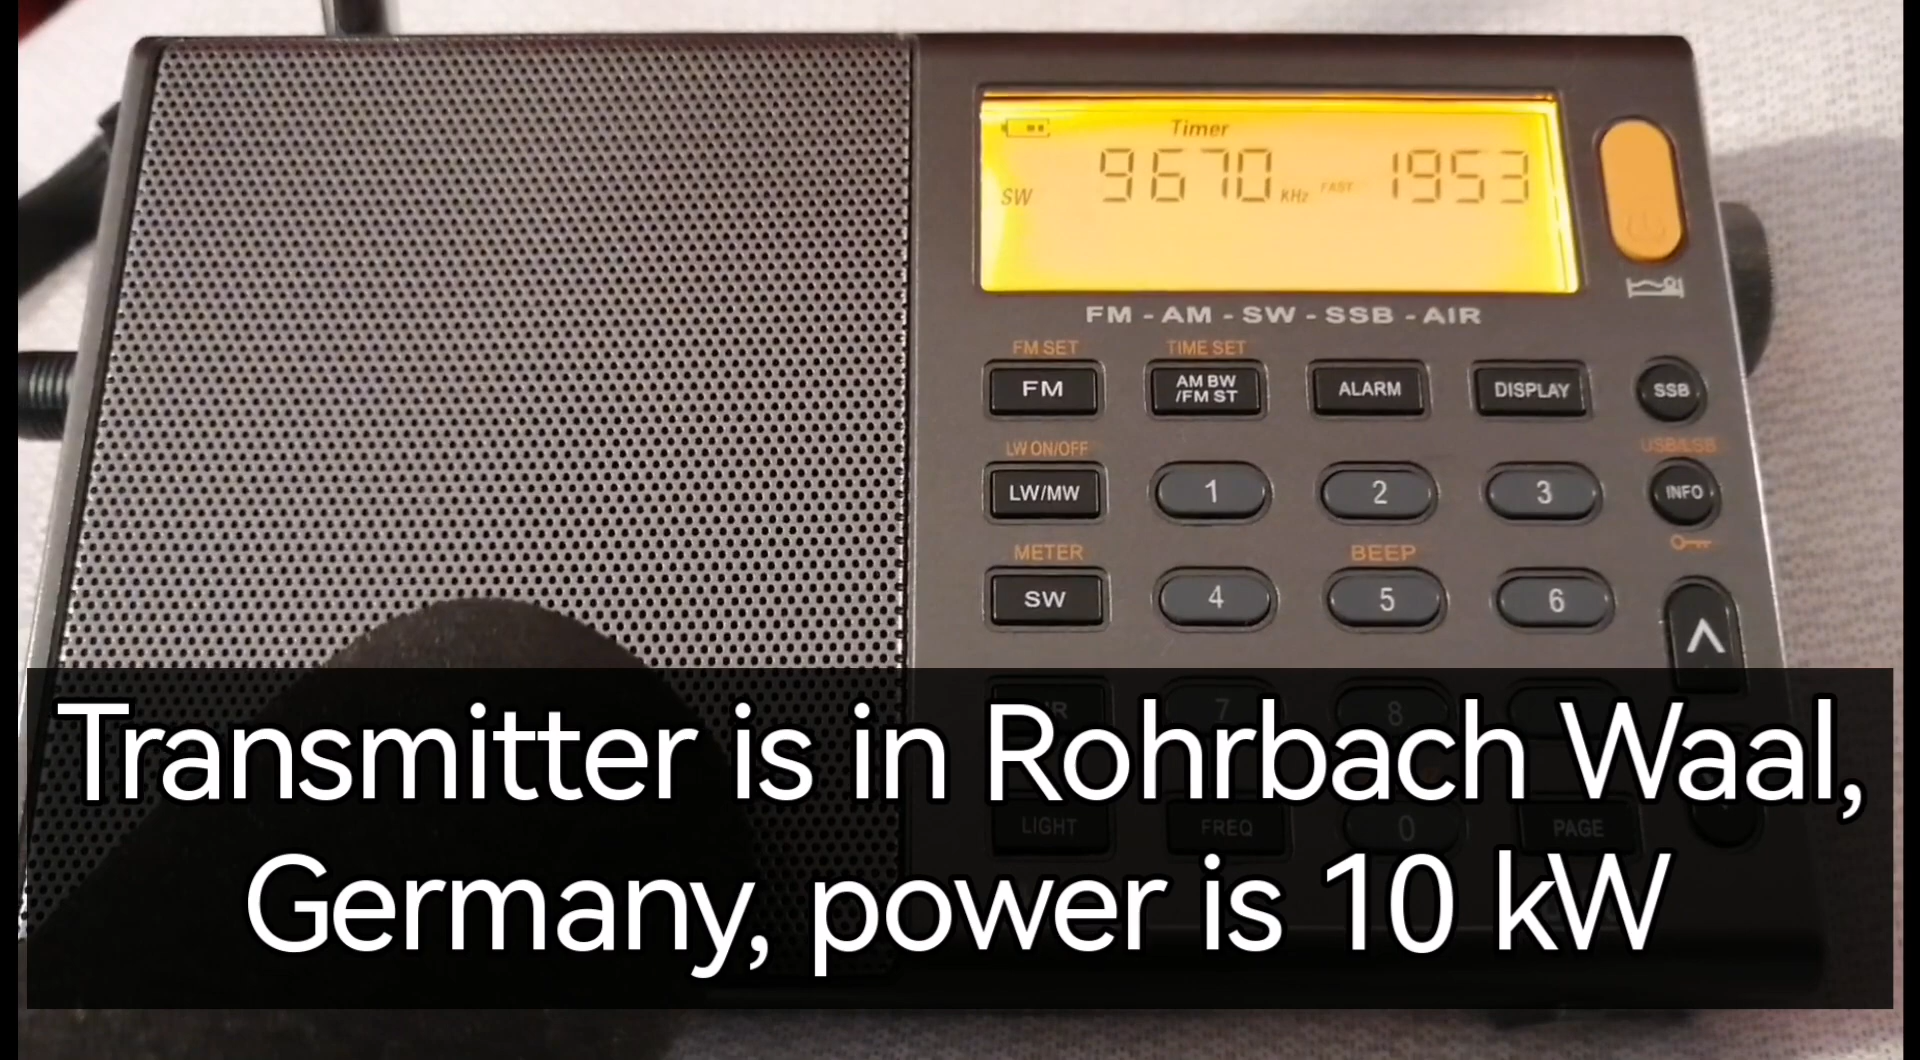 Timer
SW 9670 KHz FAST 1953
FM - AM - SW - SSB - AIR
FM SET TIME SET
FM AM BW /FM ST ALARM DISPLAY SSB
LW ON/OFF USB/LSB
LW/MW 1 2 3 INFO
METER BEEP
SW 4 5 6
7 8
Transmitter is in Rohrbach Waal,
LIGHT FREQ 0 PAGE
Germany, power is 10 kW